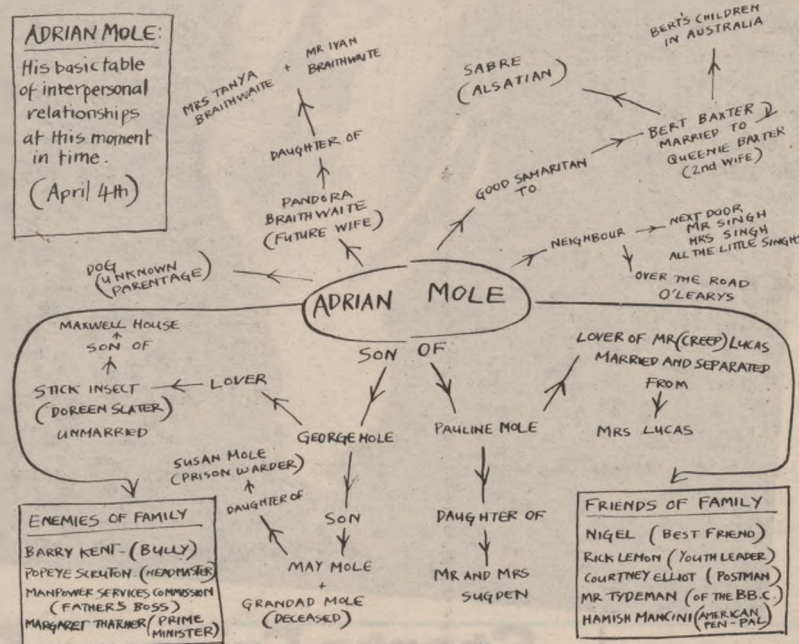 ADRIAN MOLE:
His basic table
of interpersonal
relationships
at this moment
in time.
(April 4th)
MRS TANYA
BRAITHWAITE
+
MR IVAN
BRAITHWAITE
DAUGHTER OF
PANDORA
BRAITHWAITE
(FUTURE WIFE)
SABRE
(ALSATIAN)
BERT'S CHILDREN
IN AUSTRALIA
BERT BAXTER
MARRIED TO
QUEENIE BAXTER
(2nd WIFE)
GOOD SAMARITAN
TO
NEIGHBOUR
NEXT DOOR
MR SINGH
MRS SINGH
ALL THE LITTLE SINGHS
OVER THE ROAD
O'LEARYS
DOG
(UNKNOWN
PARENTAGE)
ADRIAN MOLE
SON OF
MAXWELL HOUSE
SON OF
STICK INSECT
(DOREEN SLATER)
UNMARRIED
LOVER
GEORGE MOLE
SUSAN MOLE
(PRISON WARDER)
DAUGHTER OF
SON
MAY MOLE
+
GRANDAD MOLE
(DECEASED)
PAULINE MOLE
DAUGHTER OF
MR AND MRS
SUGDEN
LOVER OF MR (CREEP) LUCAS
MARRIED AND SEPARATED
FROM
MRS LUCAS
ENEMIES OF FAMILY
BARRY KENT - (BULLY)
POPEYE SCRUTON (HEADMASTER)
MANPOWER SERVICES COMMISSION
(FATHER'S BOSS)
MARGARET THATCHER (PRIME
MINISTER)
FRIENDS OF FAMILY
NIGEL (BEST FRIEND)
RICK LEMON (YOUTH LEADER)
COURTNEY ELLIOT (POSTMAN)
MR TYDEMAN (OF THE BB.C.)
HAMISH MANCINI (AMERICAN
PEN-PAL)